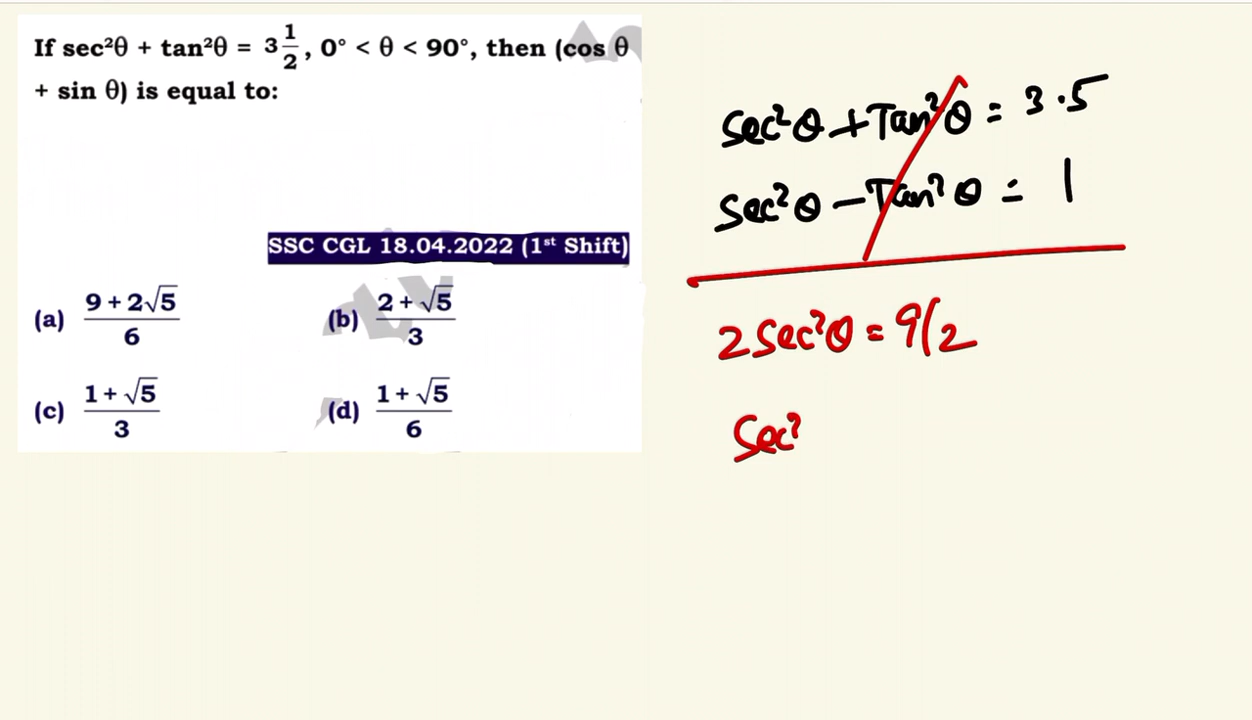 If sec²θ + tan²θ = 3 1/2, 0° < θ < 90°, then (cos θ
+ sin θ) is equal to:
SSC CGL 18.04.2022 (1st Shift)
(a) (9 + 2√5)/6 (b) (2 + √5)/3
(c) (1 + √5)/3 (d) (1 + √5)/6
Sec²θ + Tan²θ = 3.5
Sec²θ – Tan²θ = 1
2 Sec²θ = 9/2
Sec²